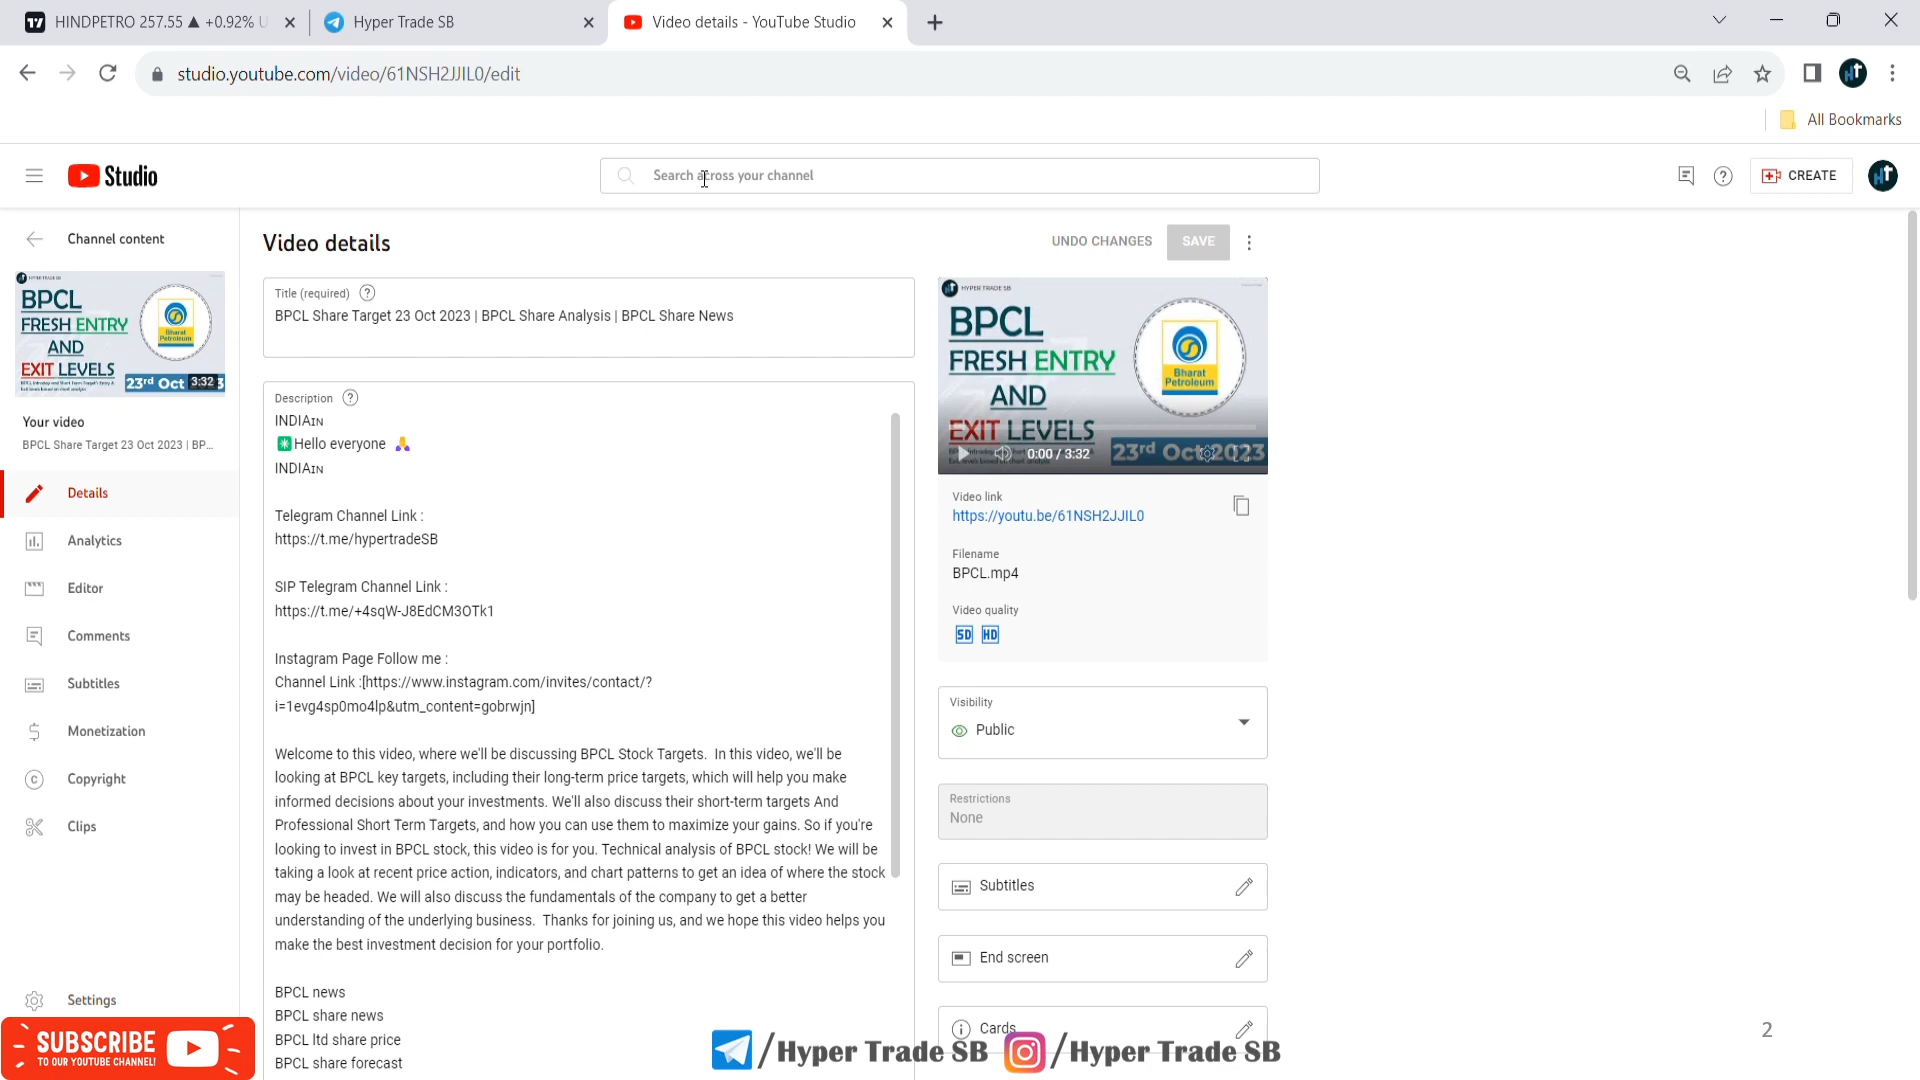 HINDPETRO 257.55 ▲ +0.92% U
Hyper Trade SB
Video details - YouTube Studio
studio.youtube.com/video/61NSH2JJIL0/edit
All Bookmarks
Studio
Search across your channel
CREATE
Channel content
Video details
UNDO CHANGES
SAVE
HYPER TRADE SB
BPCL
FRESH ENTRY
AND
EXIT LEVELS
Bharat
Petroleum
23rd Oct
3:32
Your video
BPCL Share Target 23 Oct 2023 | BP...
Details
Analytics
Editor
Comments
Subtitles
Monetization
Copyright
Clips
Settings
Title (required)
BPCL Share Target 23 Oct 2023 | BPCL Share Analysis | BPCL Share News
Description
INDIAIN
Hello everyone
INDIAIN
Telegram Channel Link :
https://t.me/hypertradeSB
SIP Telegram Channel Link :
https://t.me/+4sqW-J8EdCM3OTk1
Instagram Page Follow me :
Channel Link :[https://www.instagram.com/invites/contact/?
i=1evg4sp0mo4lp&utm_content=gobrwjn]
Welcome to this video, where we'll be discussing BPCL Stock Targets.  In this video, we'll be
looking at BPCL key targets, including their long-term price targets, which will help you make
informed decisions about your investments. We'll also discuss their short-term targets And
Professional Short Term Targets, and how you can use them to maximize your gains. So if you're
looking to invest in BPCL stock, this video is for you. Technical analysis of BPCL stock! We will be
taking a look at recent price action, indicators, and chart patterns to get an idea of where the stock
may be headed. We will also discuss the fundamentals of the company to get a better
understanding of the underlying business.  Thanks for joining us, and we hope this video helps you
make the best investment decision for your portfolio.
BPCL news
BPCL share news
BPCL ltd share price
BPCL share forecast
HYPER TRADE SB
BPCL
FRESH ENTRY
AND
EXIT LEVELS
Bharat
Petroleum
23rd Oct 2023
0:00 / 3:32
Video link
https://youtu.be/61NSH2JJIL0
Filename
BPCL.mp4
Video quality
SD HD
Visibility
Public
Restrictions
None
Subtitles
End screen
Cards
SUBSCRIBE
TO OUR YOUTUBE CHANNEL!
/Hyper Trade SB
/Hyper Trade SB
2